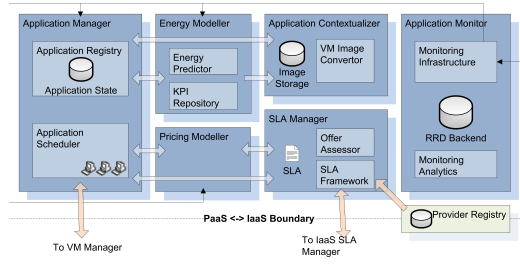 Application Manager
Application Registry
Application State
Application
Scheduler
Energy Modeller
Energy
Predictor
KPI
Repository
Pricing Modeller
Application Contextualizer
Image
Storage
VM Image
Convertor
SLA Manager
SLA
Offer
Assessor
SLA
Framework
Application Monitor
Monitoring
Infrastructure
RRD Backend
Monitoring
Analytics
PaaS <-> IaaS Boundary
Provider Registry
To VM Manager
To IaaS SLA
Manager